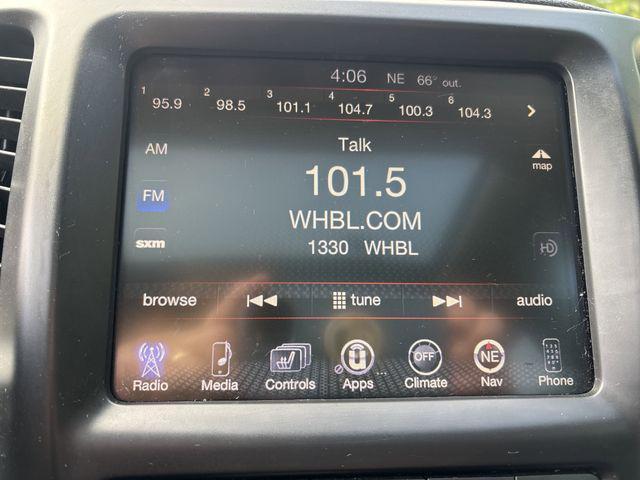 4:06 NE 66° out.
1 95.9 2 98.5 3 101.1 4 104.7 5 100.3 6 104.3
Talk
AM
map
101.5
FM
WHBL.COM
sxm
1330 WHBL
HD
browse tune audio
OFF NE
Radio Media Controls Apps Climate Nav Phone